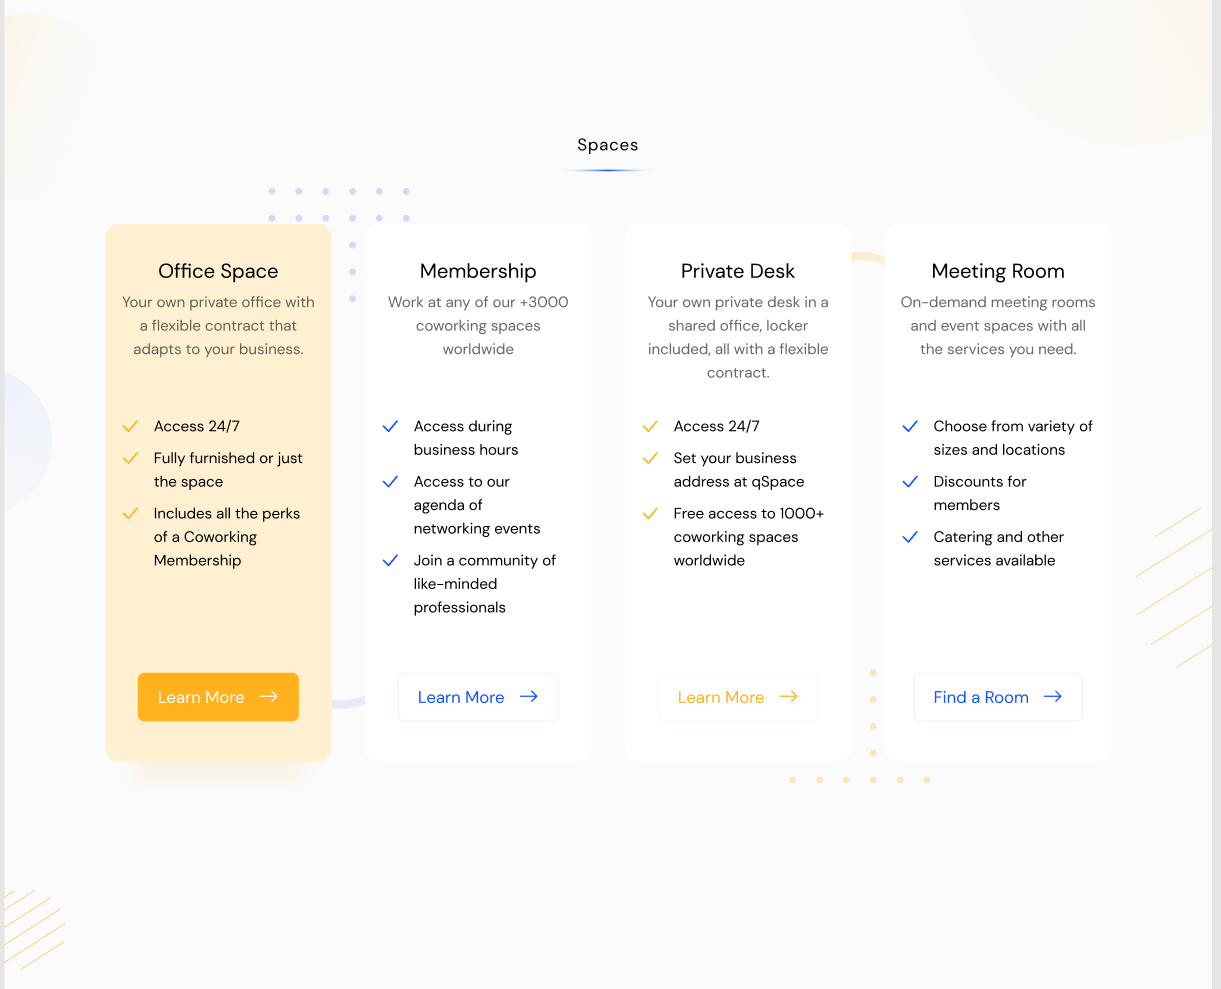 Spaces
Office Space
Your own private office with
a flexible contract that
adapts to your business.
Access 24/7
Fully furnished or just
the space
Includes all the perks
of a Coworking
Membership
Learn More
Membership
Work at any of our +3000
coworking spaces
worldwide
Access during
business hours
Access to our
agenda of
networking events
Join a community of
like-minded
professionals
Learn More
Private Desk
Your own private desk in a
shared office, locker
included, all with a flexible
contract.
Access 24/7
Set your business
address at qSpace
Free access to 1000+
coworking spaces
worldwide
Learn More
Meeting Room
On-demand meeting rooms
and event spaces with all
the services you need.
Choose from variety of
sizes and locations
Discounts for
members
Catering and other
services available
Find a Room